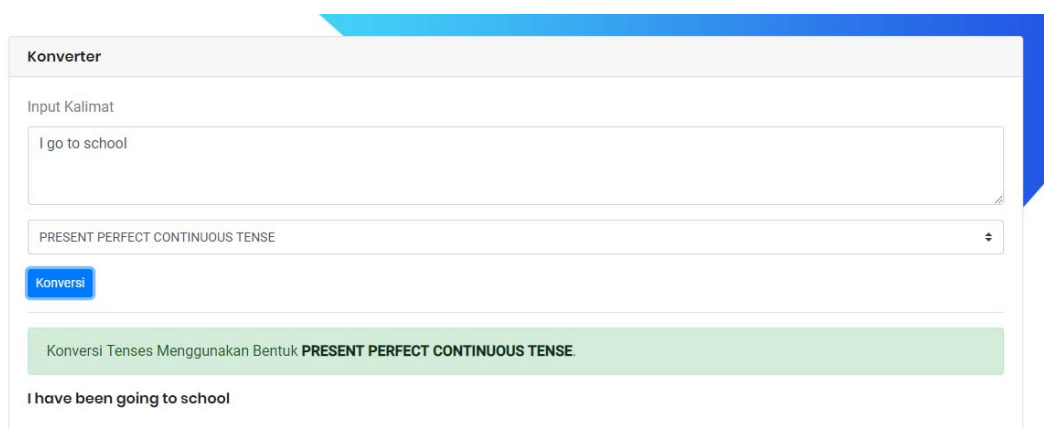 Konverter
Input Kalimat
I go to school
PRESENT PERFECT CONTINUOUS TENSE
Konversi
Konversi Tenses Menggunakan Bentuk PRESENT PERFECT CONTINUOUS TENSE.
I have been going to school